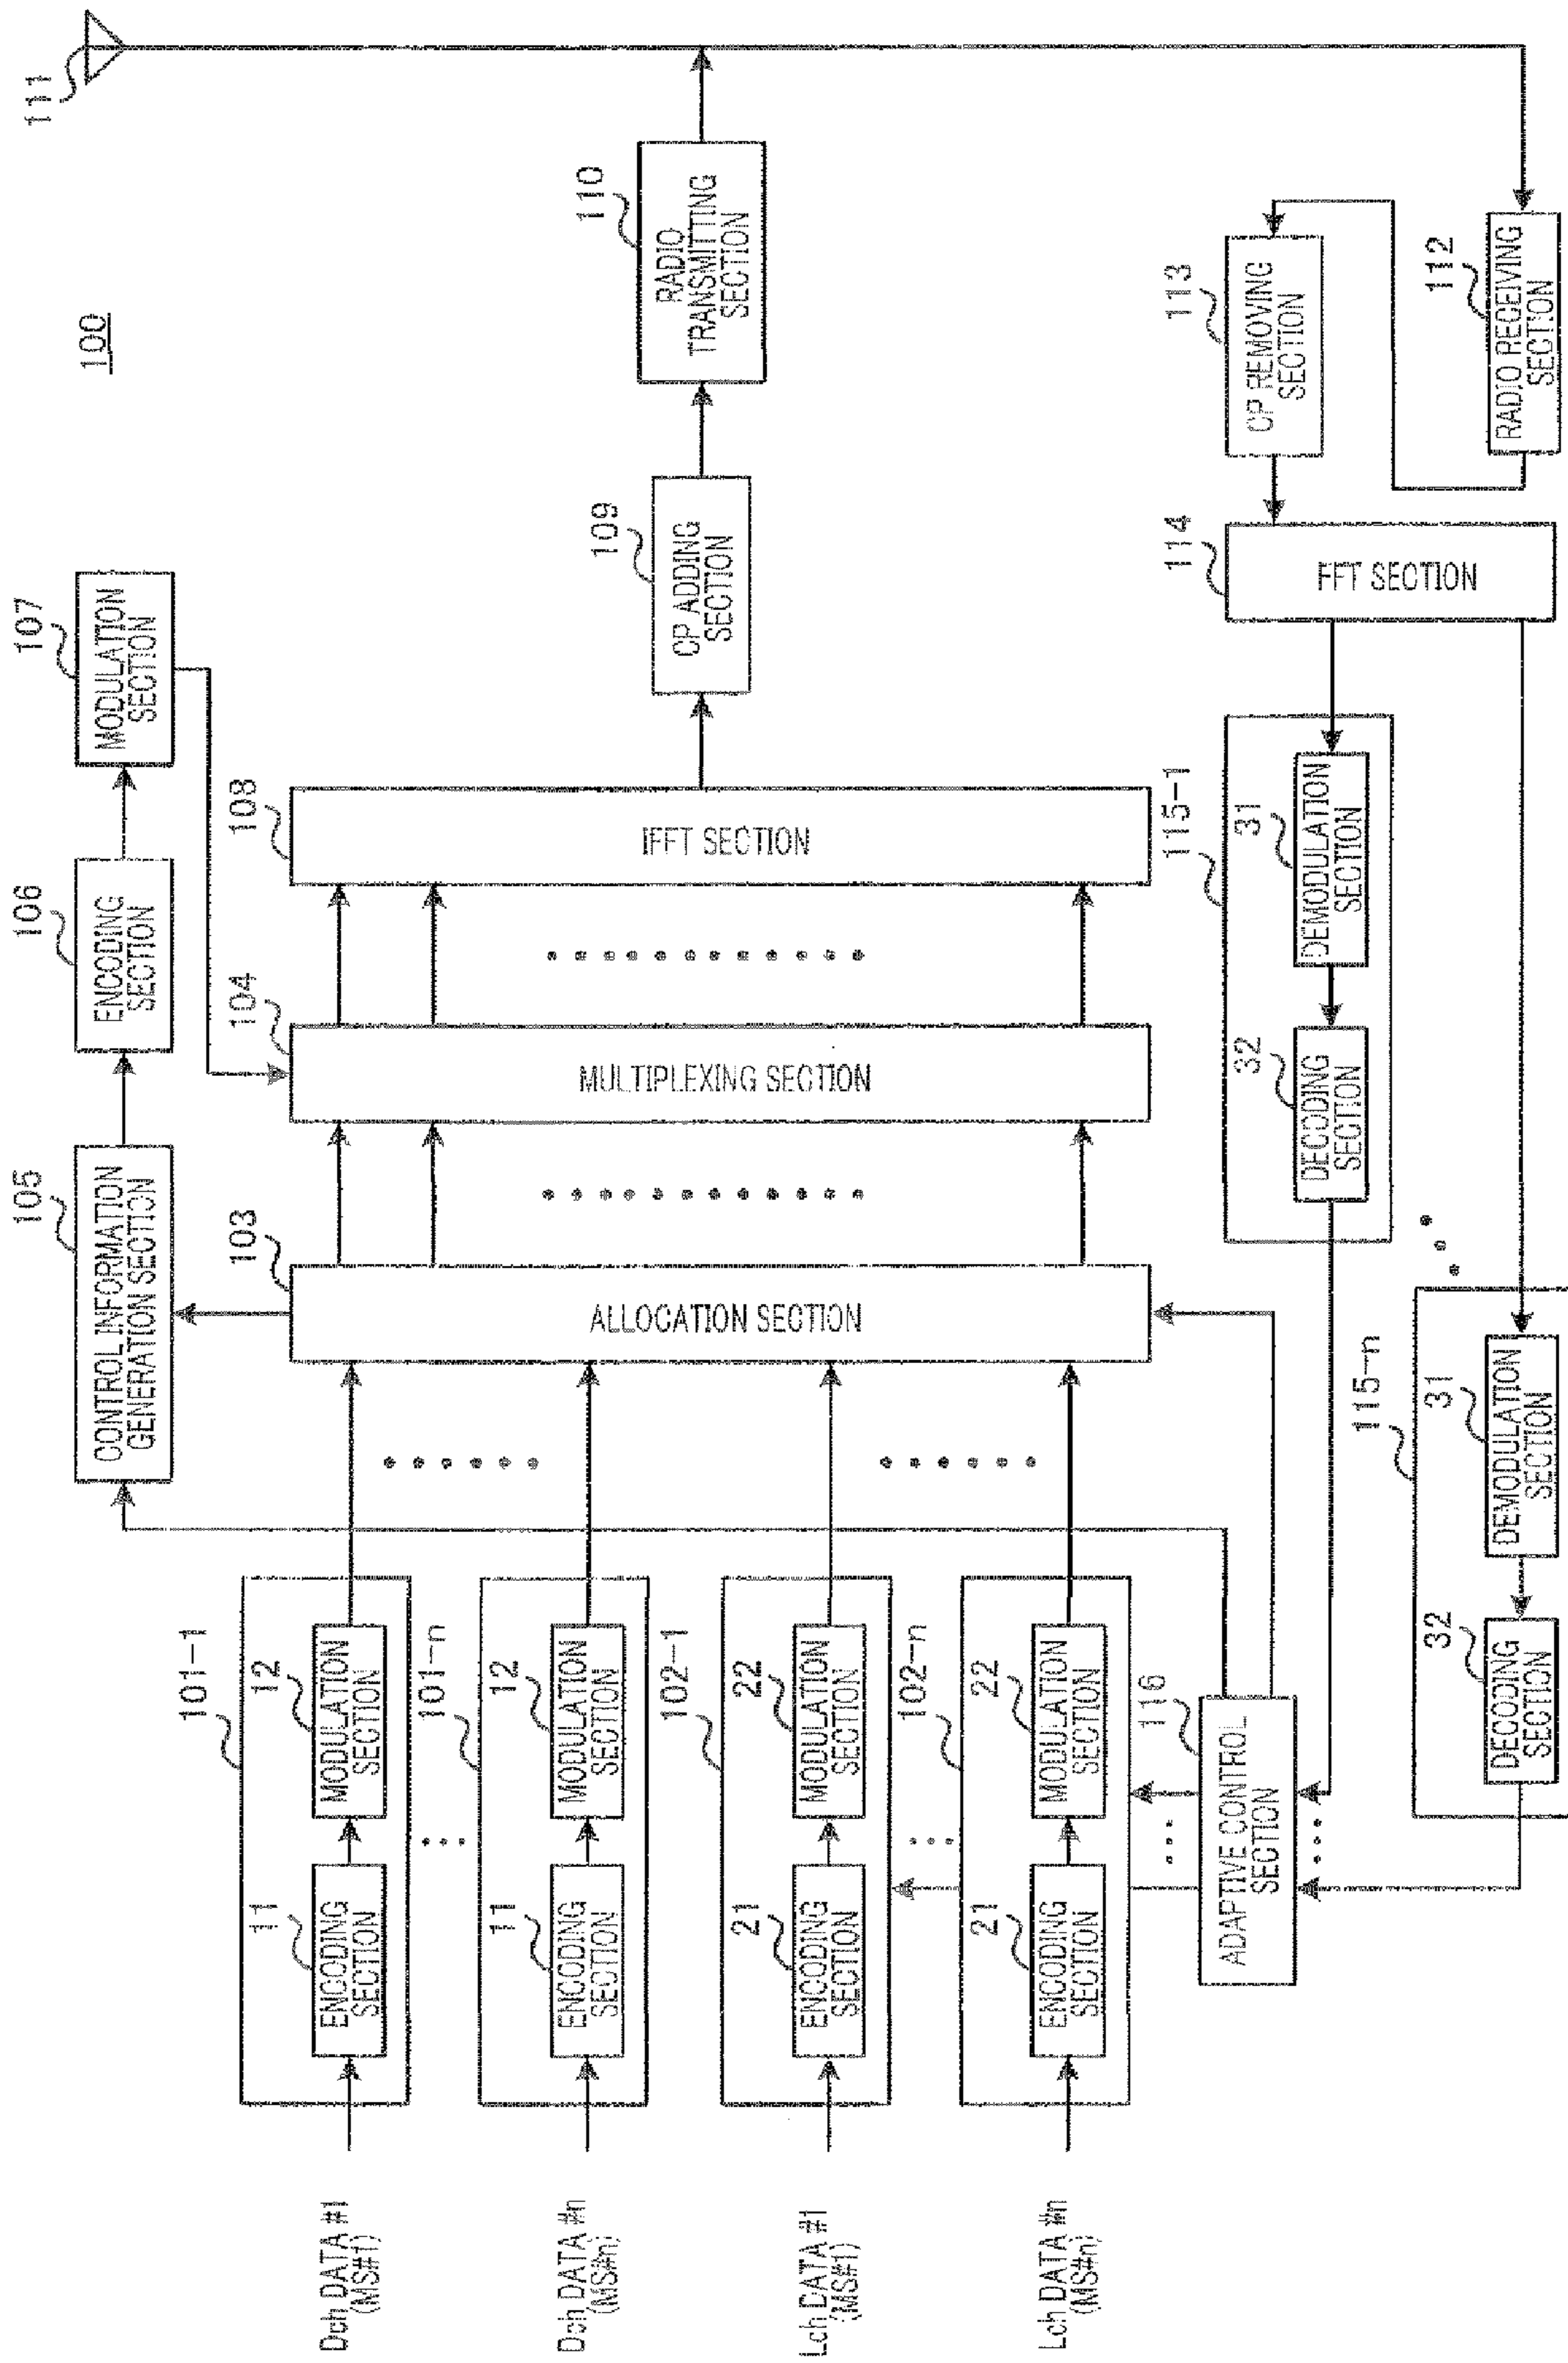 100
111
105
CONTROL INFORMATION
GENERATION SECTION
106
ENCODING
SECTION
107
MODULATION
SECTION
Dch DATA #1
(MS#1)
101-1
11
ENCODING
SECTION
12
MODULATION
SECTION
Dch DATA #n
(MS#n)
101-n
11
ENCODING
SECTION
12
MODULATION
SECTION
Lch DATA #1
(MS#1)
102-1
21
ENCODING
SECTION
22
MODULATION
SECTION
Lch DATA #n
(MS#n)
102-n
21
ENCODING
SECTION
22
MODULATION
SECTION
103
ALLOCATION SECTION
104
MULTIPLEXING SECTION
108
IFFT SECTION
109
CP ADDING
SECTION
110
RADIO
TRANSMITTING
SECTION
116
ADAPTIVE CONTROL
SECTION
115-1
32
DECODING
SECTION
31
DEMODULATION
SECTION
114
FFT SECTION
113
CP REMOVING
SECTION
112
RADIO RECEIVING
SECTION
115-n
32
DECODING
SECTION
31
DEMODULATION
SECTION